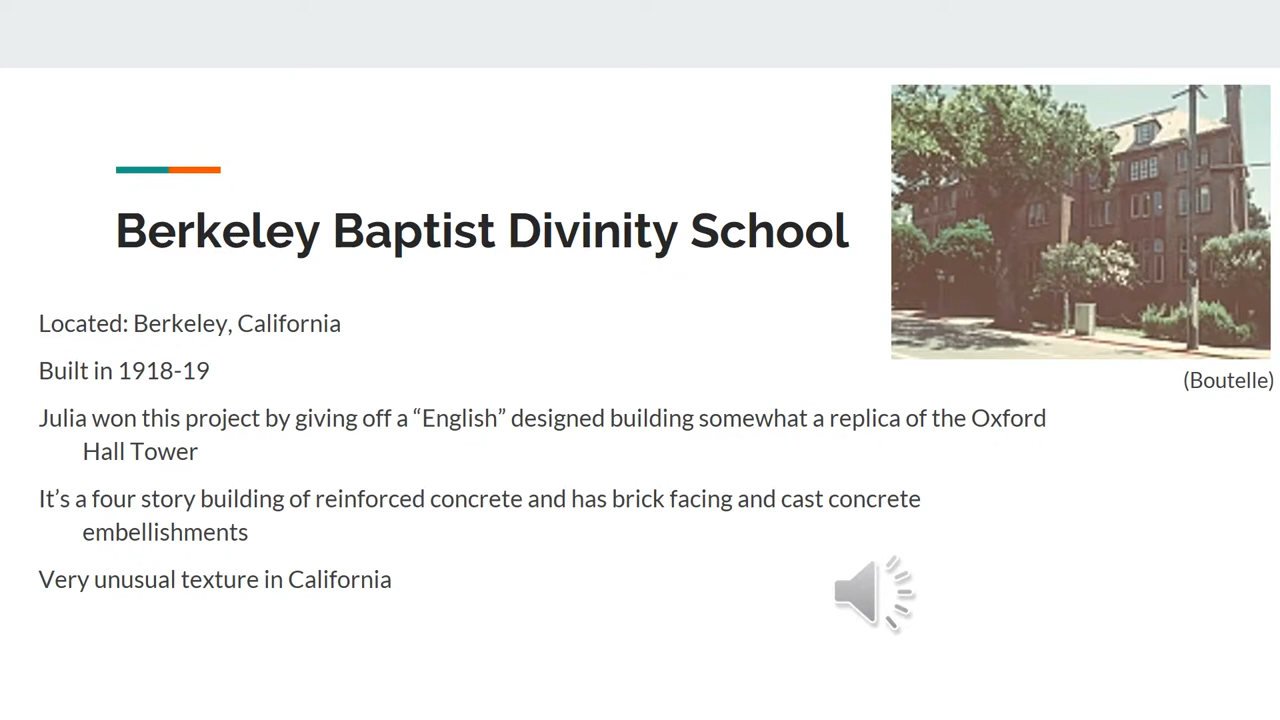 Berkeley Baptist Divinity School
Located: Berkeley, California
Built in 1918-19
(Boutelle)
Julia won this project by giving off a “English” designed building somewhat a replica of the Oxford
Hall Tower
It’s a four story building of reinforced concrete and has brick facing and cast concrete
embellishments
Very unusual texture in California